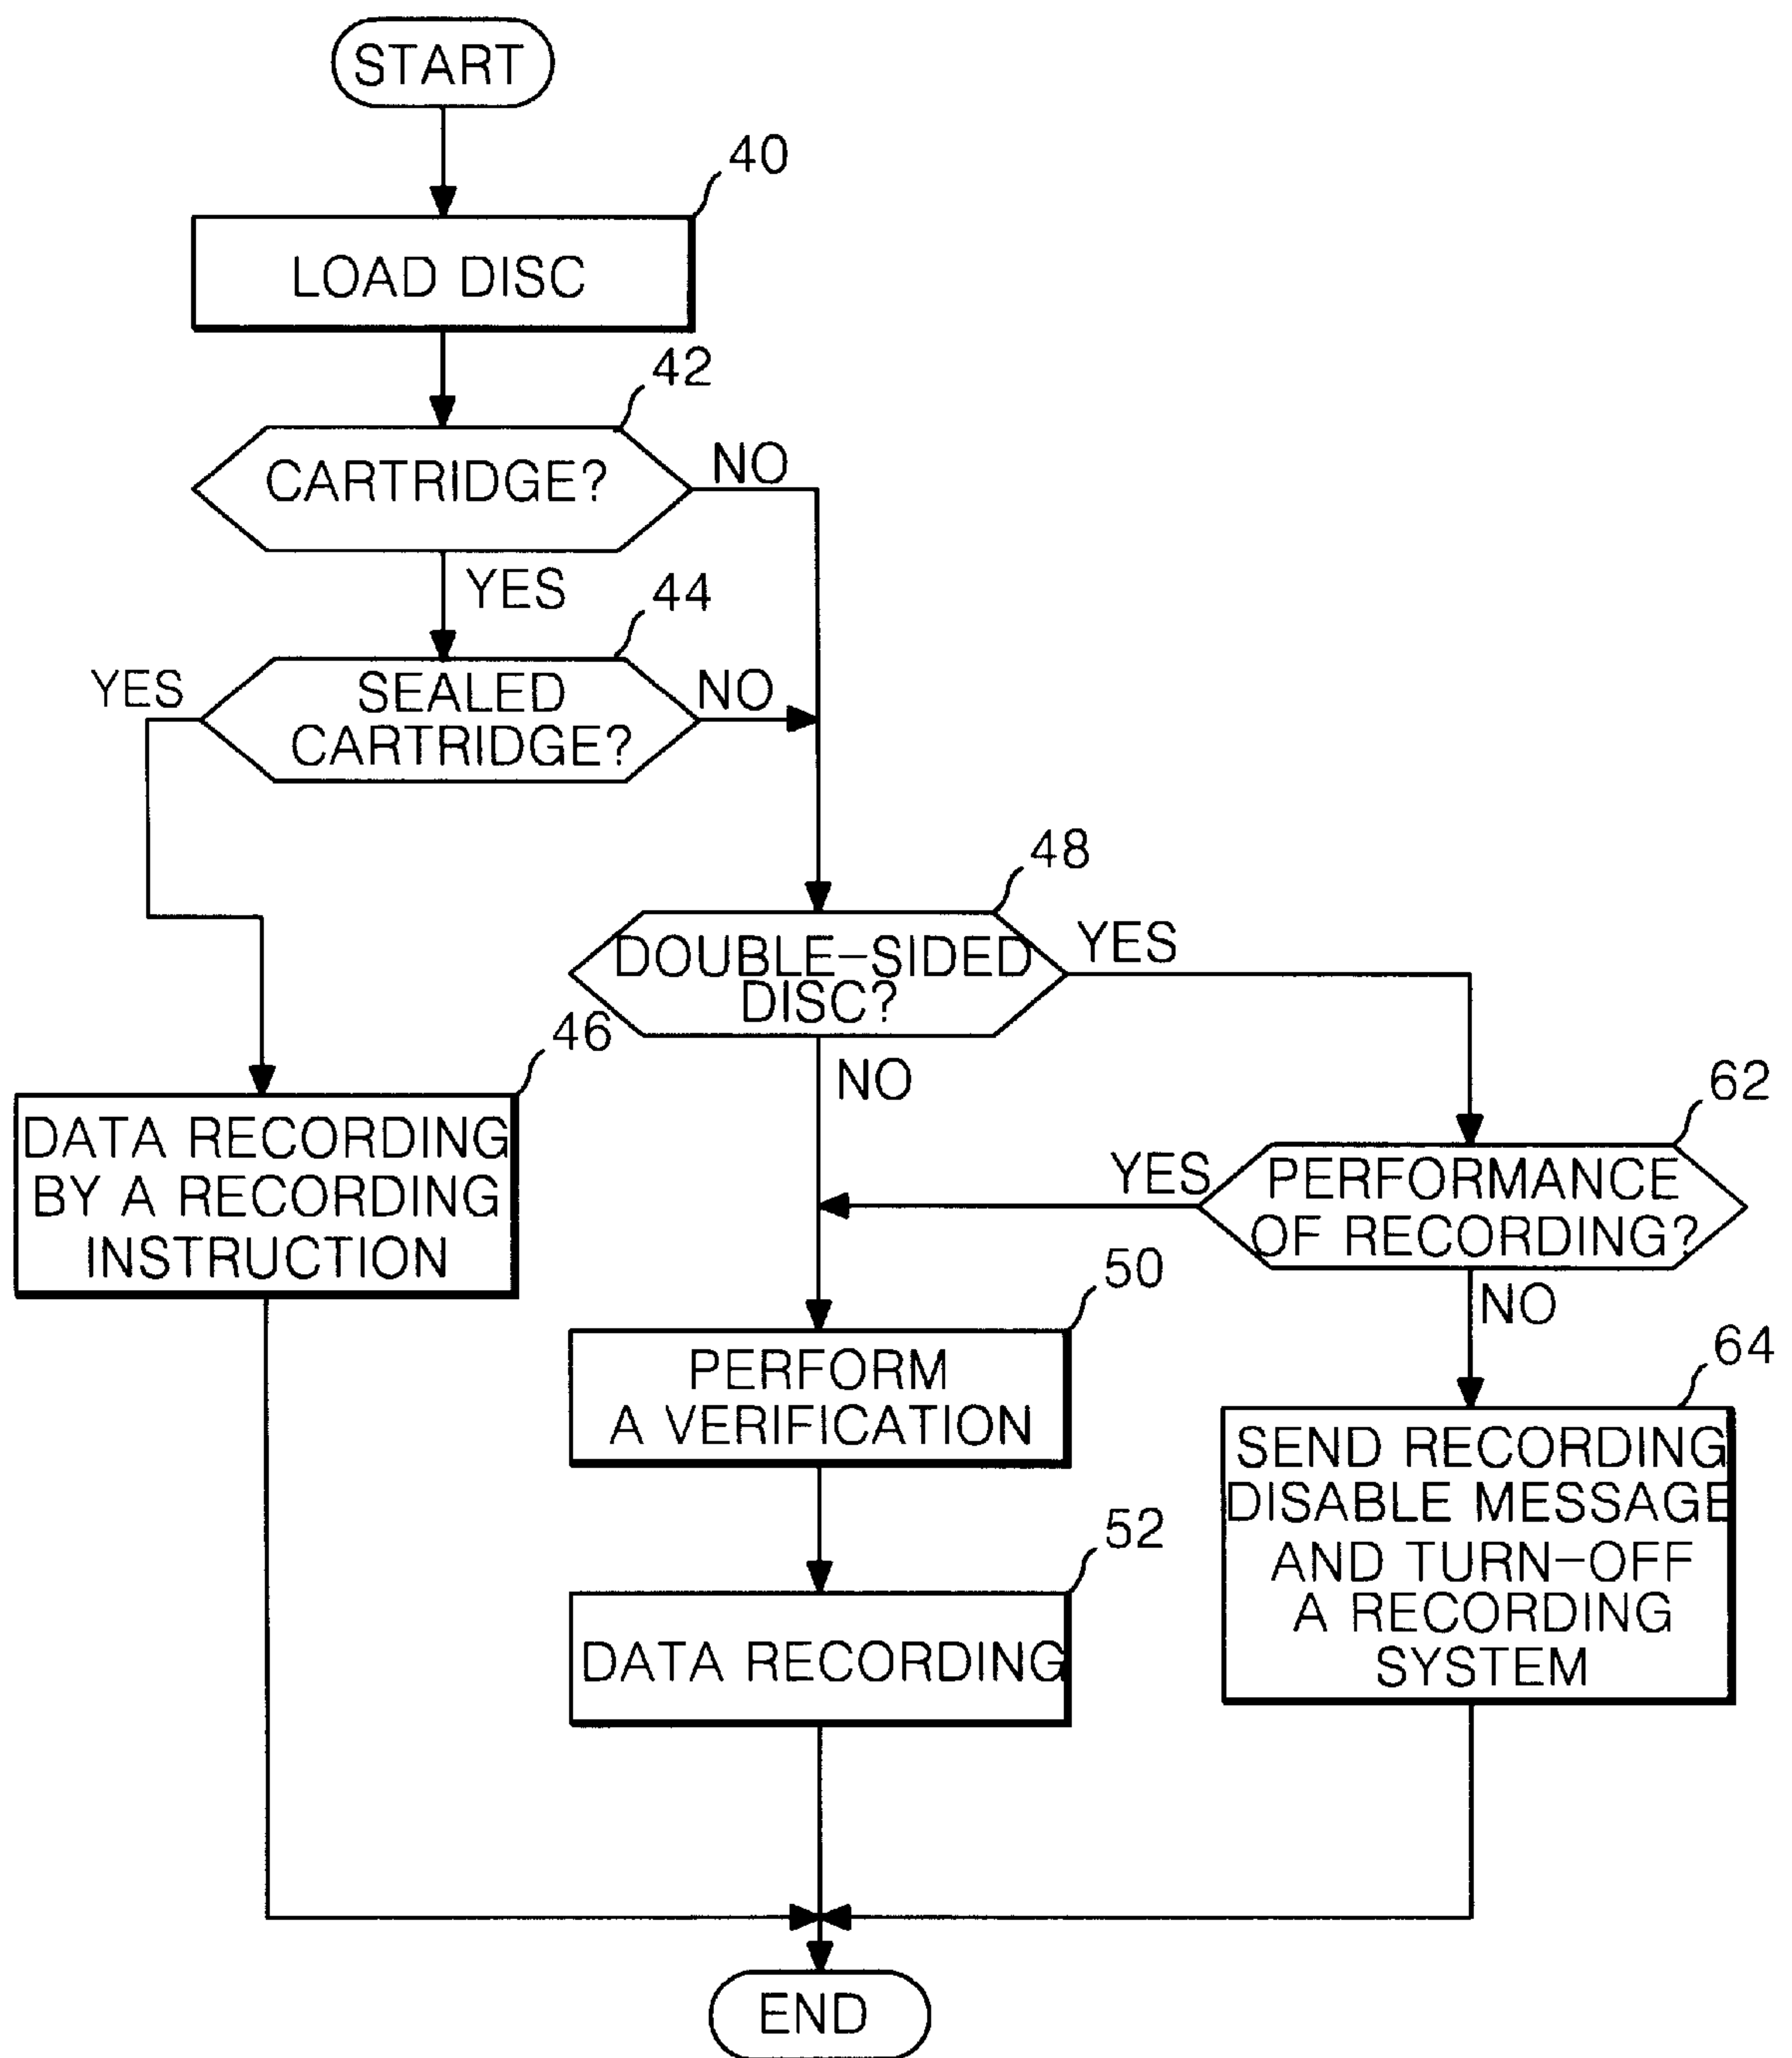 START
40
LOAD DISC
42
CARTRIDGE?
NO
YES
44
YES
SEALED
CARTRIDGE?
NO
48
DOUBLE-SIDED
DISC?
YES
NO
46
DATA RECORDING
BY A RECORDING
INSTRUCTION
62
YES
PERFORMANCE
OF RECORDING?
NO
50
PERFORM
A VERIFICATION
64
SEND RECORDING
DISABLE MESSAGE
AND TURN-OFF
A RECORDING
SYSTEM
52
DATA RECORDING
END